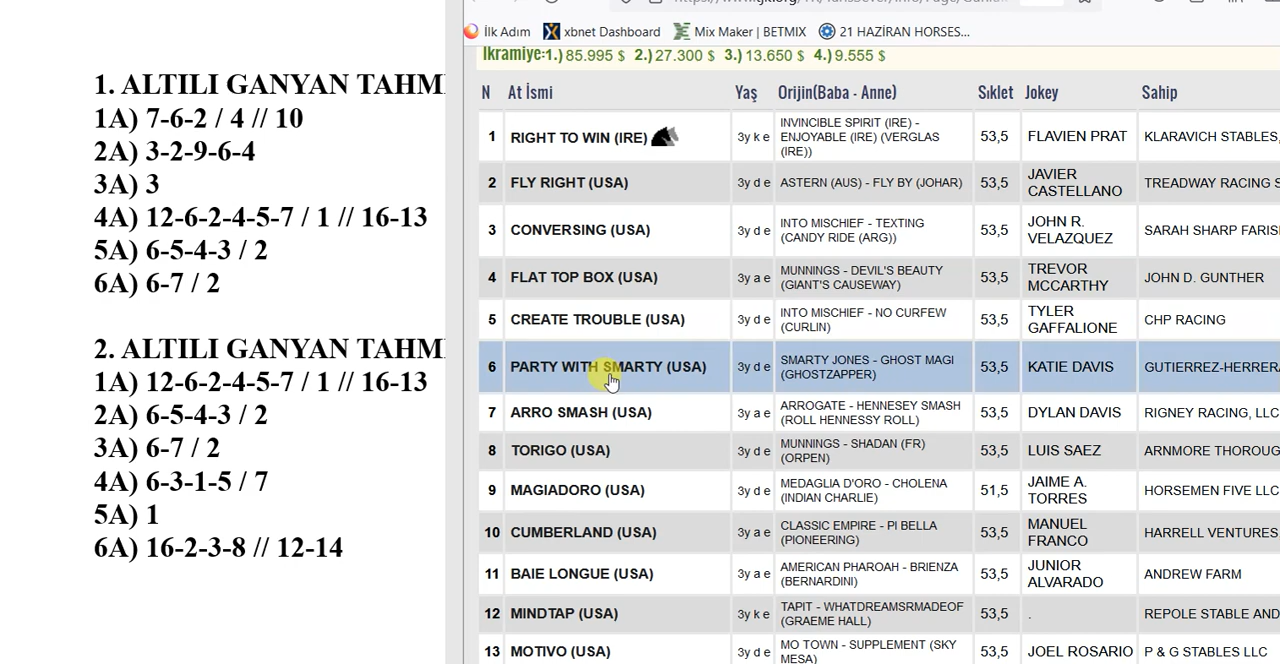 1. ALTILI GANYAN TAHM
1A) 7-6-2 / 4 // 10
2A) 3-2-9-6-4
3A) 3
4A) 12-6-2-4-5-7 / 1 // 16-13
5A) 6-5-4-3 / 2
6A) 6-7 / 2
2. ALTILI GANYAN TAHM
1A) 12-6-2-4-5-7 / 1 // 16-13
2A) 6-5-4-3 / 2
3A) 6-7 / 2
4A) 6-3-1-5 / 7
5A) 1
6A) 16-2-3-8 // 12-14
İlk Adım xbnet Dashboard Mix Maker | BETMIX 21 HAZİRAN HORSES...
İkramiye:1.) 85.995 $ 2.) 27.300 $ 3.) 13.650 $ 4.) 9.555 $
N At İsmi Yaş Orijin(Baba - Anne) Sıklet Jokey Sahip
1 RIGHT TO WIN (IRE) 3y k e INVINCIBLE SPIRIT (IRE) -
ENJOYABLE (IRE) (VERGLAS
(IRE)) 53,5 FLAVIEN PRAT KLARAVICH STABLES,
2 FLY RIGHT (USA) 3y d e ASTERN (AUS) - FLY BY (JOHAR) 53,5 JAVIER
CASTELLANO TREADWAY RACING S
3 CONVERSING (USA) 3y d e INTO MISCHIEF - TEXTING
(CANDY RIDE (ARG)) 53,5 JOHN R.
VELAZQUEZ SARAH SHARP FARIS
4 FLAT TOP BOX (USA) 3y a e MUNNINGS - DEVIL'S BEAUTY
(GIANT'S CAUSEWAY) 53,5 TREVOR
MCCARTHY JOHN D. GUNTHER
5 CREATE TROUBLE (USA) 3y d e INTO MISCHIEF - NO CURFEW
(CURLIN) 53,5 TYLER
GAFFALIONE CHP RACING
6 PARTY WITH SMARTY (USA) 3y d e SMARTY JONES - GHOST MAGI
(GHOSTZAPPER) 53,5 KATIE DAVIS GUTIERREZ-HERRERA
7 ARRO SMASH (USA) 3y a e ARROGATE - HENNESEY SMASH
(ROLL HENNESSY ROLL) 53,5 DYLAN DAVIS RIGNEY RACING, LLC
8 TORIGO (USA) 3y d e MUNNINGS - SHADAN (FR)
(ORPEN) 53,5 LUIS SAEZ ARNMORE THOROUG
9 MAGIADORO (USA) 3y d e MEDAGLIA D'ORO - CHOLENA
(INDIAN CHARLIE) 51,5 JAIME A.
TORRES HORSEMEN FIVE LLC
10 CUMBERLAND (USA) 3y a e CLASSIC EMPIRE - PI BELLA
(PIONEERING) 53,5 MANUEL
FRANCO HARRELL VENTURES
11 BAIE LONGUE (USA) 3y a e AMERICAN PHAROAH - BRIENZA
(BERNARDINI) 53,5 JUNIOR
ALVARADO ANDREW FARM
12 MINDTAP (USA) 3y k e TAPIT - WHATDREAMSRMADEOF
(GRAEME HALL) 53,5 . REPOLE STABLE AND
13 MOTIVO (USA) 3y d e MO TOWN - SUPPLEMENT (SKY
MESA) 53,5 JOEL ROSARIO P & G STABLES LLC